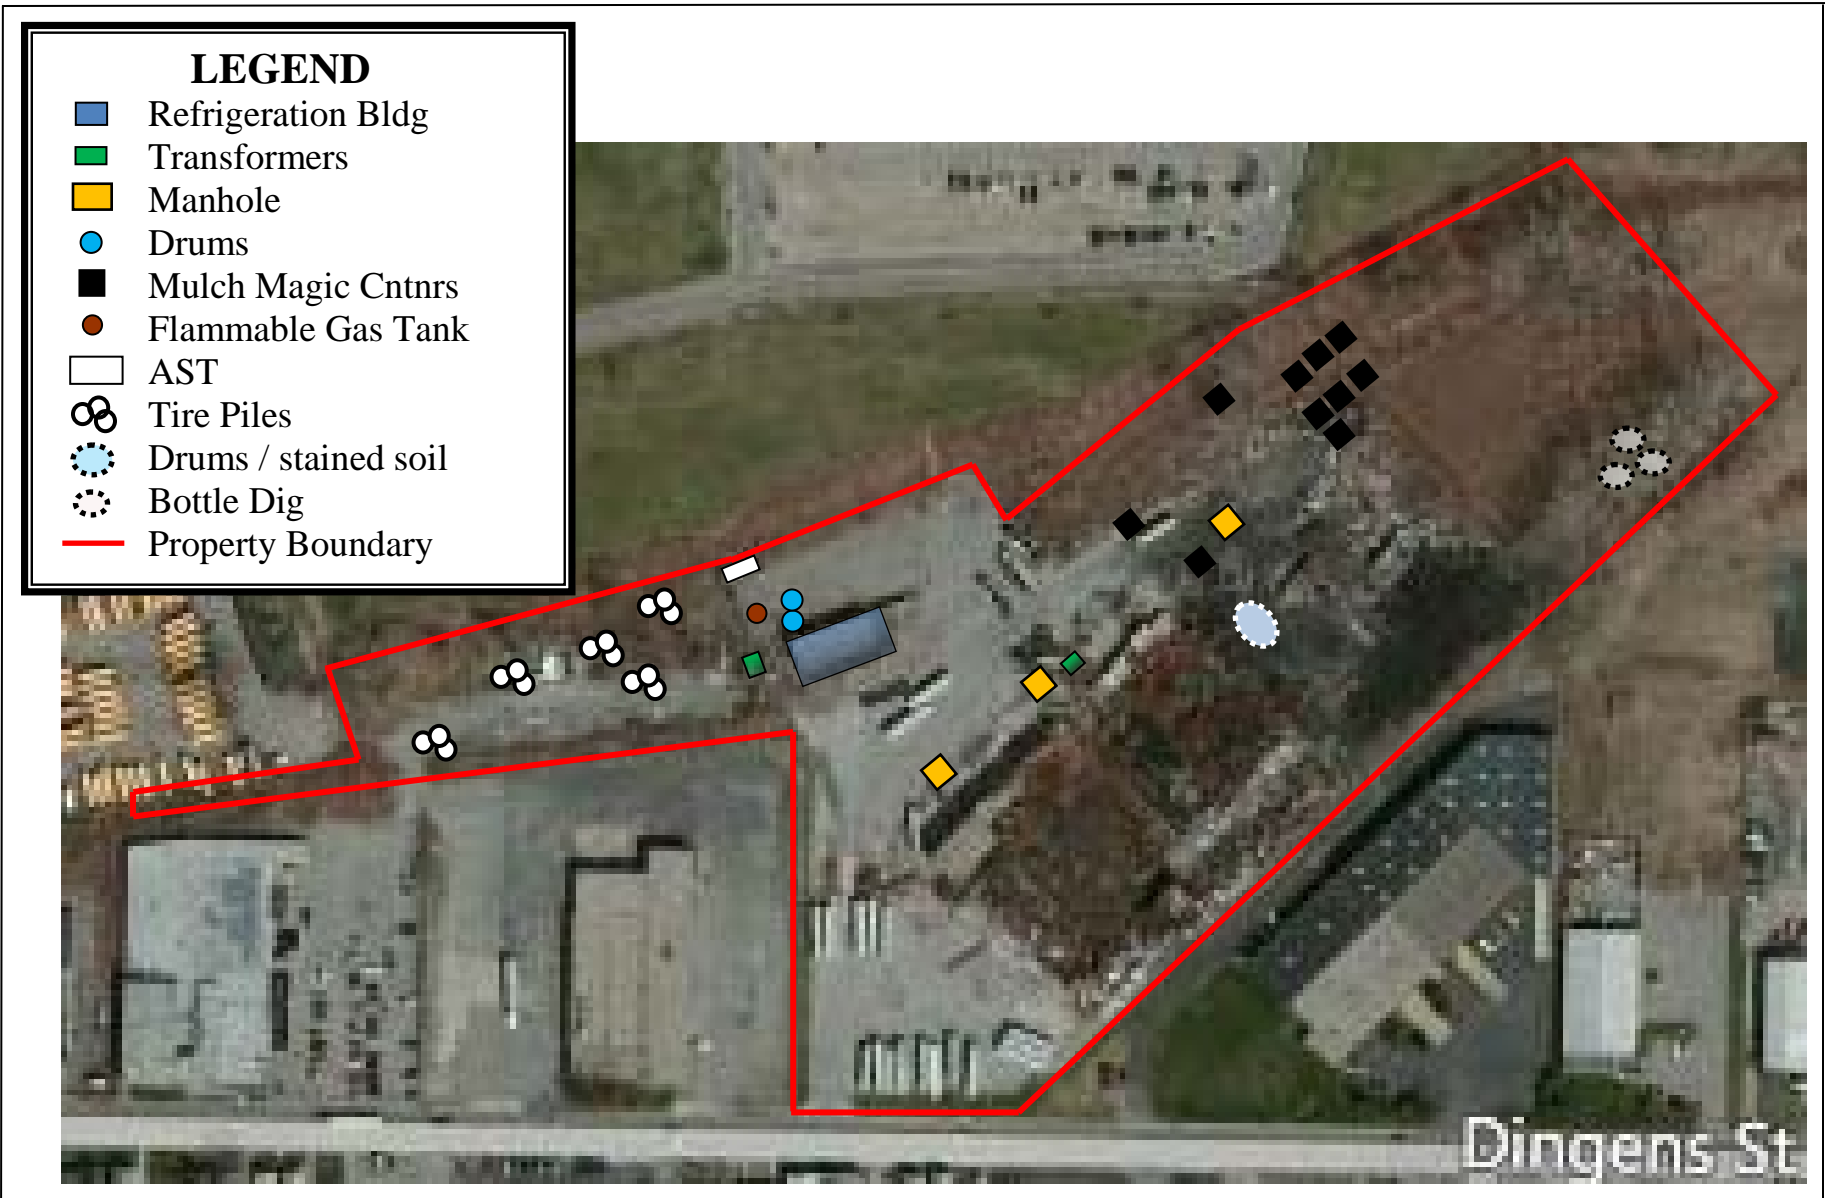 LEGEND
Refrigeration Bldg
Transformers
Manhole
Drums
Mulch Magic Cntnrs
Flammable Gas Tank
AST
Tire Piles
Drums / stained soil
Bottle Dig
Property Boundary
Dingens St